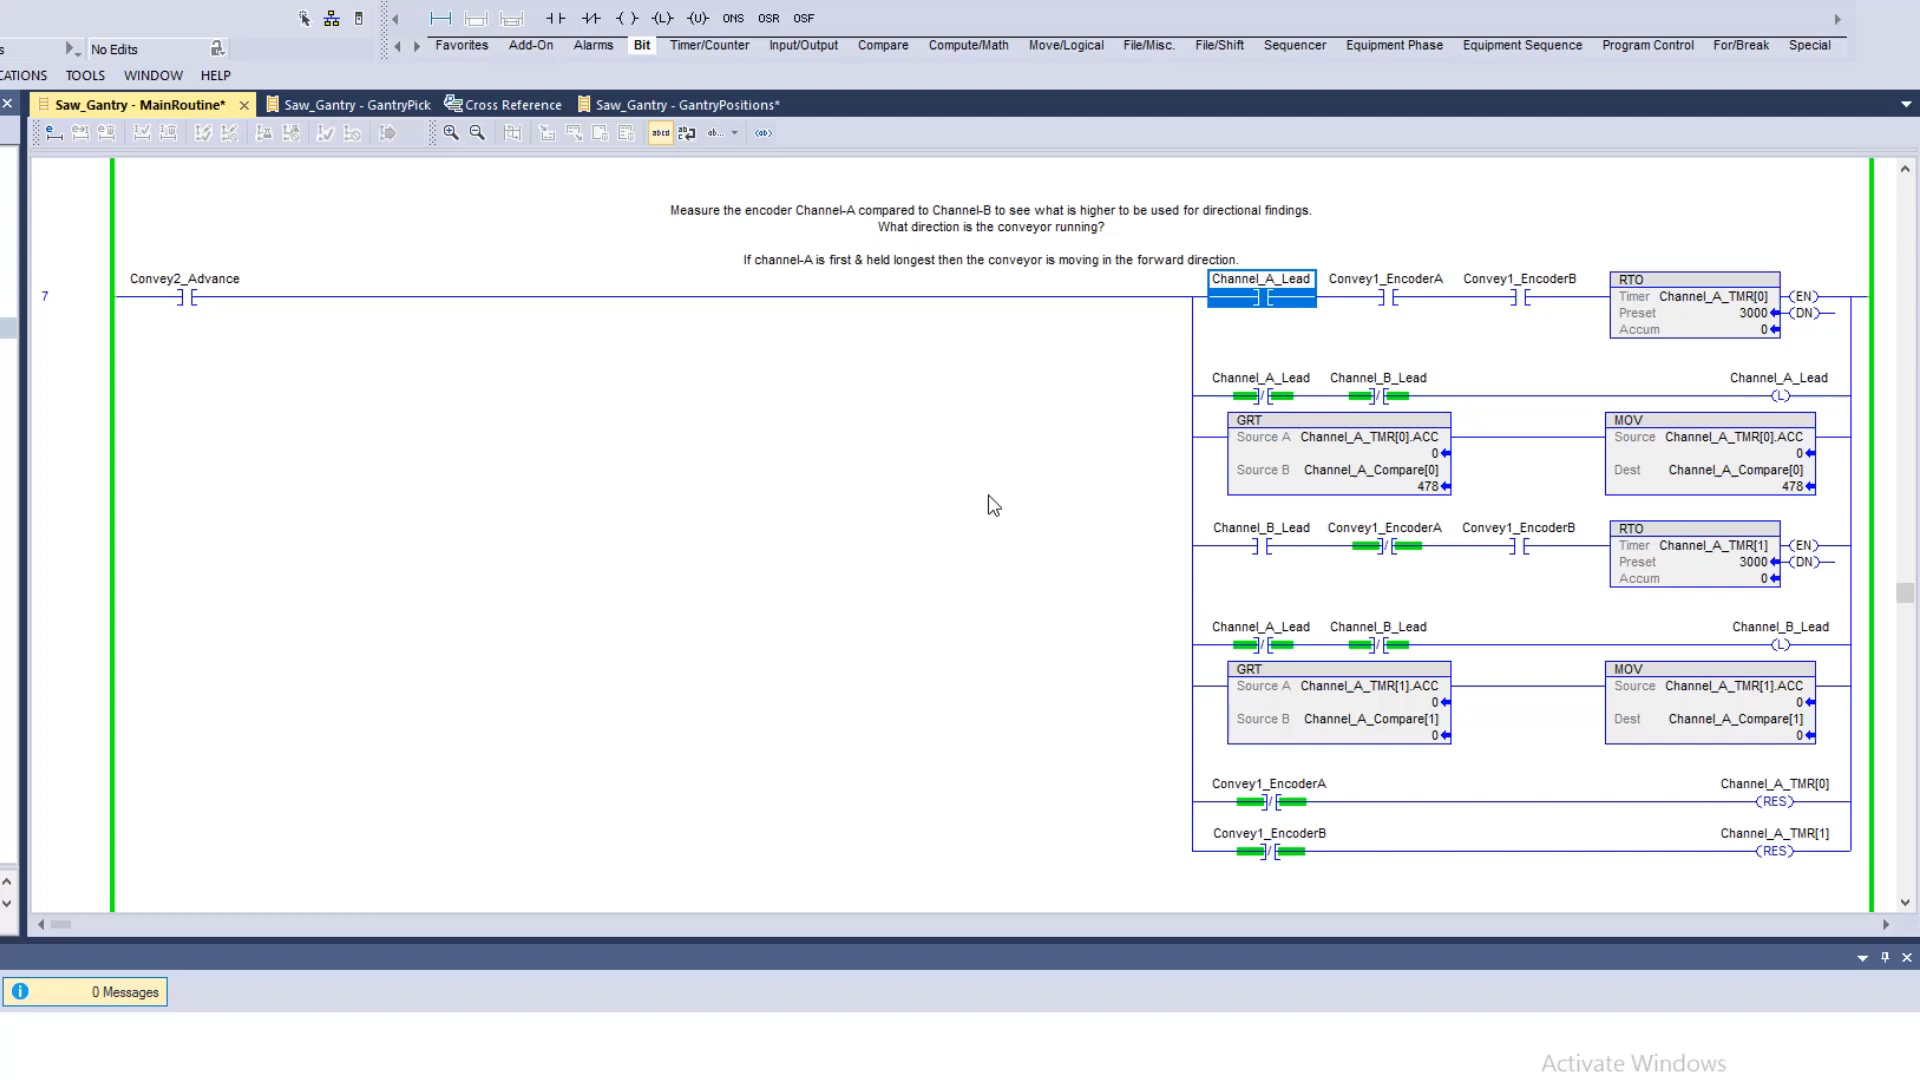 ONS OSR OSF
s No Edits Favorites Add-On Alarms Bit Timer/Counter Input/Output Compare Compute/Math Move/Logical File/Misc. File/Shift Sequencer Equipment Phase Equipment Sequence Program Control For/Break Special
CATIONS TOOLS WINDOW HELP
Saw_Gantry - MainRoutine* Saw_Gantry - GantryPick Cross Reference Saw_Gantry - GantryPositions*
abcd ab... <ab>
Measure the encoder Channel-A compared to Channel-B to see what is higher to be used for directional findings.
What direction is the conveyor running?
If channel-A is first & held longest then the conveyor is moving in the forward direction.
Convey2_Advance Channel_A_Lead Convey1_EncoderA Convey1_EncoderB RTO
7 Timer Channel_A_TMR[0] (EN)
Preset 3000 (DN)
Accum 0
Channel_A_Lead Channel_B_Lead Channel_A_Lead
(L)
GRT MOV
Source A Channel_A_TMR[0].ACC Source Channel_A_TMR[0].ACC
0 0
Source B Channel_A_Compare[0] Dest Channel_A_Compare[0]
478 478
Channel_B_Lead Convey1_EncoderA Convey1_EncoderB RTO
Timer Channel_A_TMR[1] (EN)
Preset 3000 (DN)
Accum 0
Channel_A_Lead Channel_B_Lead Channel_B_Lead
(L)
GRT MOV
Source A Channel_A_TMR[1].ACC Source Channel_A_TMR[1].ACC
0 0
Source B Channel_A_Compare[1] Dest Channel_A_Compare[1]
0 0
Convey1_EncoderA Channel_A_TMR[0]
(RES)
Convey1_EncoderB Channel_A_TMR[1]
(RES)
0 Messages
Activate Windows